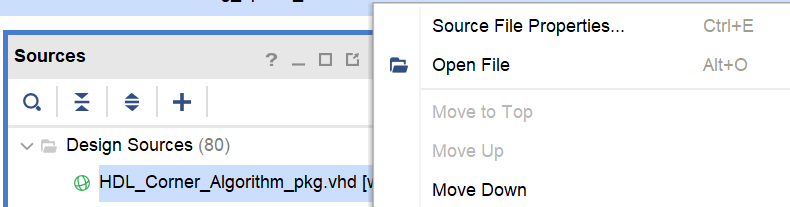 Sources
?
Design Sources (80)
HDL_Corner_Algorithm_pkg.vhd
Source File Properties... Ctrl+E
Open File Alt+O
Move to Top
Move Up
Move Down